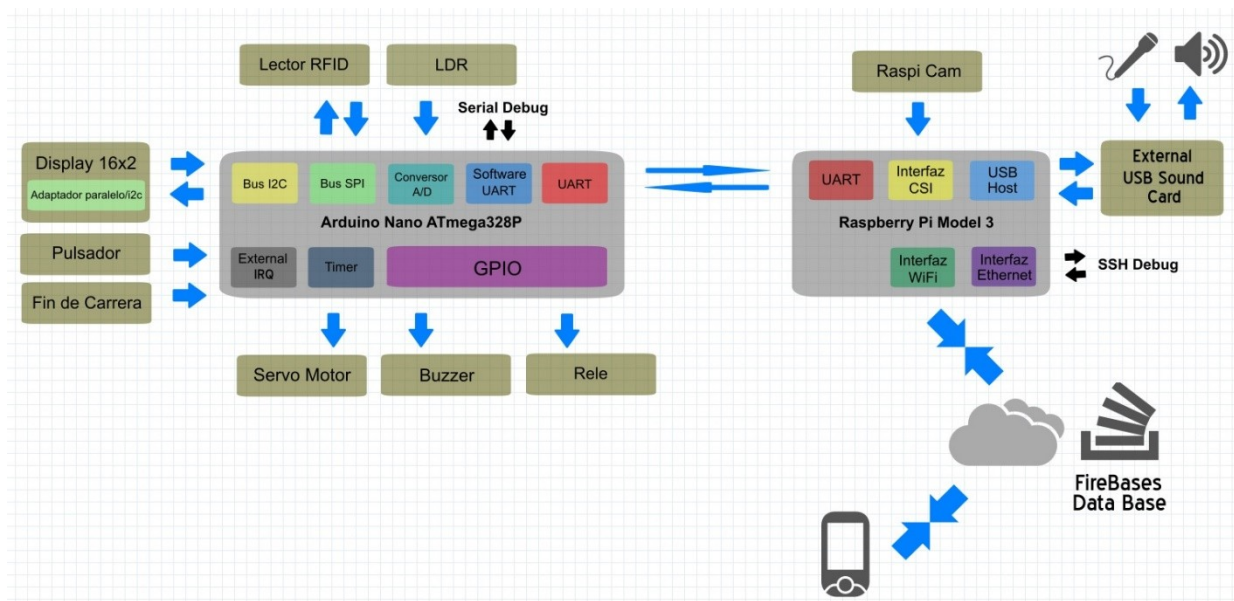 Lector RFID
LDR
Serial Debug
Raspi Cam
Display 16x2
Adaptador paralelo/i2c
Bus I2C
Bus SPI
Conversor
A/D
Software
UART
UART
Arduino Nano ATmega328P
External
IRQ
Timer
GPIO
Pulsador
Fin de Carrera
Servo Motor
Buzzer
Rele
UART
Interfaz
CSI
USB
Host
Raspberry Pi Model 3
Interfaz
WiFi
Interfaz
Ethernet
External
USB Sound
Card
SSH Debug
FireBases
Data Base